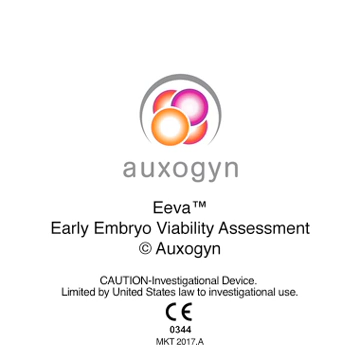 auxogyn
Eeva™
Early Embryo Viability Assessment
© Auxogyn
CAUTION-Investigational Device.
Limited by United States law to investigational use.
CE
0344
MKT 2017.A